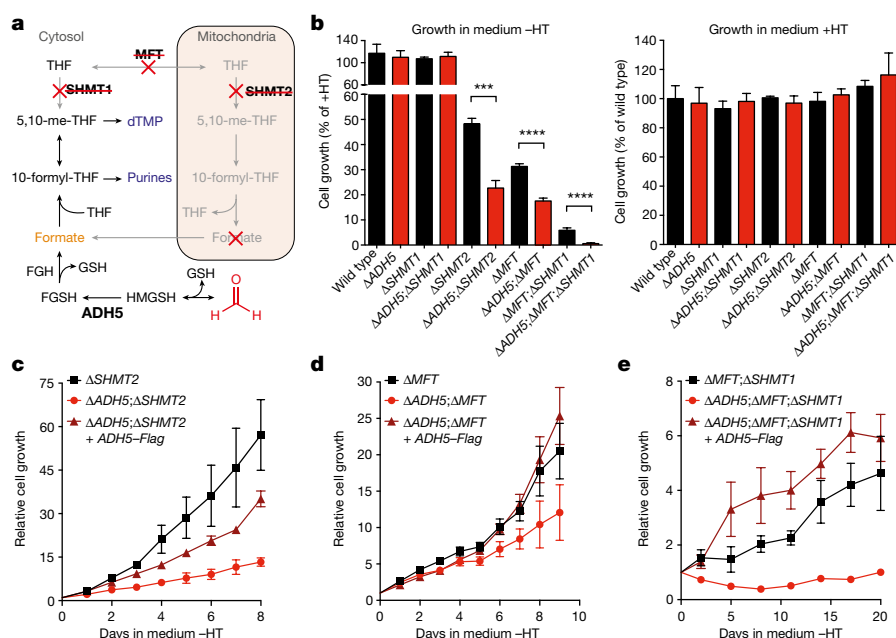 a
Cytosol
Mitochondria
MFT
THF
THF
SHMT1
SHMT2
5,10-me-THF
dTMP
5,10-me-THF
10-formyl-THF
Purines
10-formyl-THF
THF
THF
Formate
Formate
FGH
GSH
GSH
FGSH
HMGSH
ADH5
O
H
H
b
Growth in medium –HT
Cell growth (% of +HT)
140
120
100
80
60
50
40
30
20
10
0
***
****
****
Wild type
ΔADH5
ΔSHMT1
ΔADH5;ΔSHMT1
ΔSHMT2
ΔADH5;ΔSHMT2
ΔMFT
ΔADH5;ΔMFT
ΔMFT;ΔSHMT1
ΔADH5;ΔMFT;ΔSHMT1
Growth in medium +HT
Cell growth (% of wild type)
140
120
100
80
60
40
20
0
Wild type
ΔADH5
ΔSHMT1
ΔADH5;ΔSHMT1
ΔSHMT2
ΔADH5;ΔSHMT2
ΔMFT
ΔADH5;ΔMFT
ΔMFT;ΔSHMT1
ΔADH5;ΔMFT;ΔSHMT1
c
ΔSHMT2
ΔADH5;ΔSHMT2
ΔADH5;ΔSHMT2
+ ADH5–Flag
Relative cell growth
75
60
45
30
15
0
0
2
4
6
8
Days in medium –HT
d
ΔMFT
ΔADH5;ΔMFT
ΔADH5;ΔMFT
+ ADH5–Flag
Relative cell growth
30
25
20
15
10
5
0
0
2
4
6
8
10
Days in medium –HT
e
ΔMFT;ΔSHMT1
ΔADH5;ΔMFT;ΔSHMT1
ΔADH5;ΔMFT;ΔSHMT1
+ ADH5–Flag
Relative cell growth
8
6
4
2
0
0
5
10
15
20
Days in medium –HT